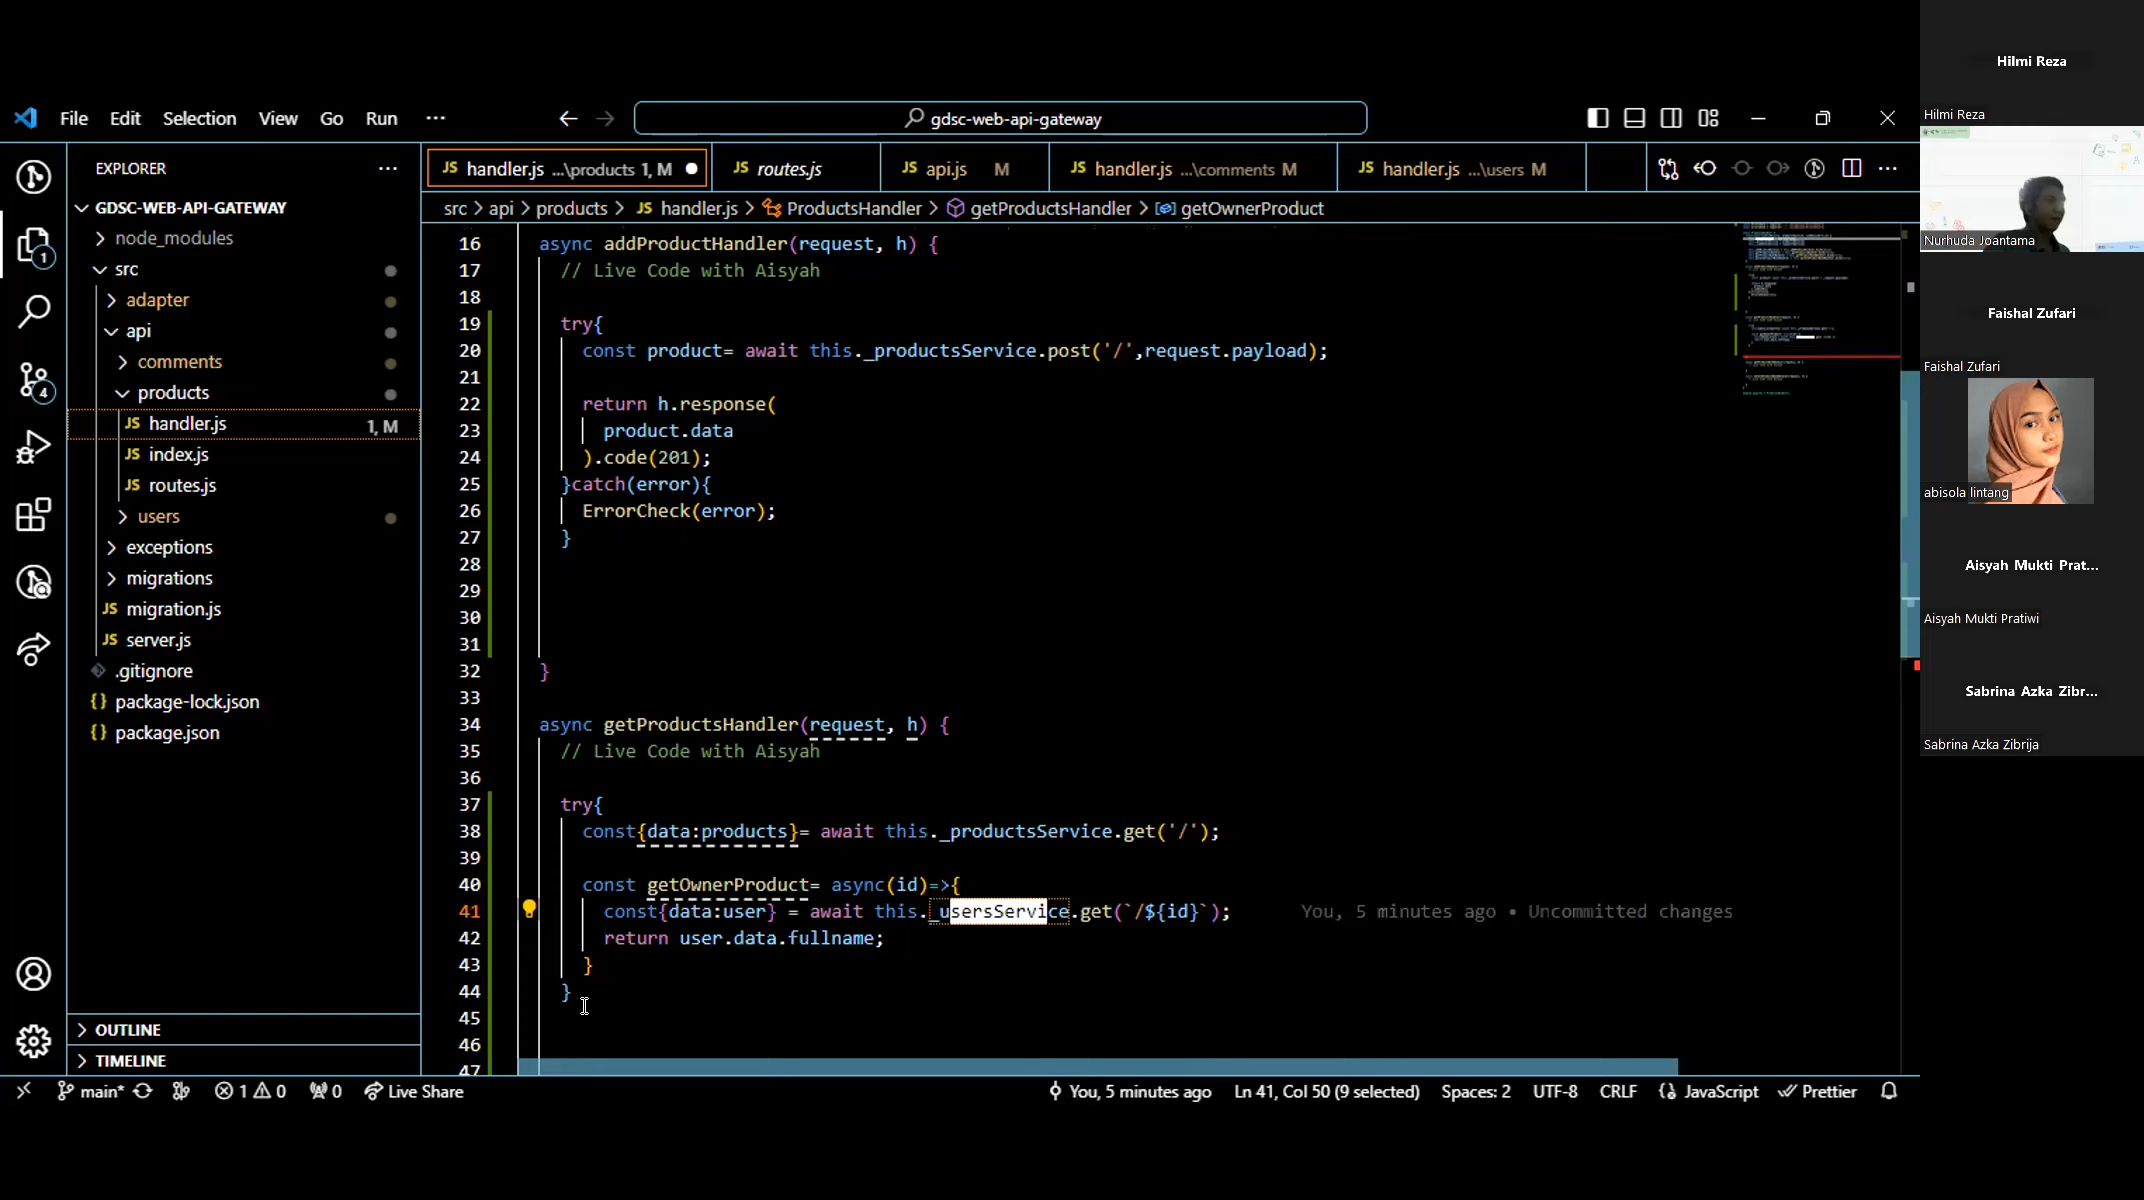 File Edit Selection View Go Run ···
gdsc-web-api-gateway
EXPLORER
GDSC-WEB-API-GATEWAY
node_modules
src
adapter
api
comments
products
JS handler.js 1, M
JS index.js
JS routes.js
users
exceptions
migrations
JS migration.js
JS server.js
.gitignore
{} package-lock.json
{} package.json
OUTLINE
TIMELINE
1
4
JS handler.js ...\products 1, M
JS routes.js
JS api.js M
JS handler.js ...\comments M
JS handler.js ...\users M
src > api > products > JS handler.js > ProductsHandler > getProductsHandler > getOwnerProduct
16 async addProductHandler(request, h) {
17 // Live Code with Aisyah
18
19 try{
20 const product= await this._productsService.post('/',request.payload);
21
22 return h.response(
23 product.data
24 ).code(201);
25 }catch(error){
26 ErrorCheck(error);
27 }
28
29
30
31
32 }
33
34 async getProductsHandler(request, h) {
35 // Live Code with Aisyah
36
37 try{
38 const{data:products}= await this._productsService.get('/');
39
40 const getOwnerProduct= async(id)=>{
41 const{data:user} = await this._usersService.get(`/${id}`); You, 5 minutes ago • Uncommitted changes
42 return user.data.fullname;
43 }
44 }
45
46
47
main* 1 0 0 Live Share
You, 5 minutes ago Ln 41, Col 50 (9 selected) Spaces: 2 UTF-8 CRLF JavaScript Prettier
Hilmi Reza
Hilmi Reza
Nurhuda Joantama
Faishal Zufari
Faishal Zufari
abisola lintang
Aisyah Mukti Prat...
Aisyah Mukti Pratiwi
Sabrina Azka Zibr...
Sabrina Azka Zibrija